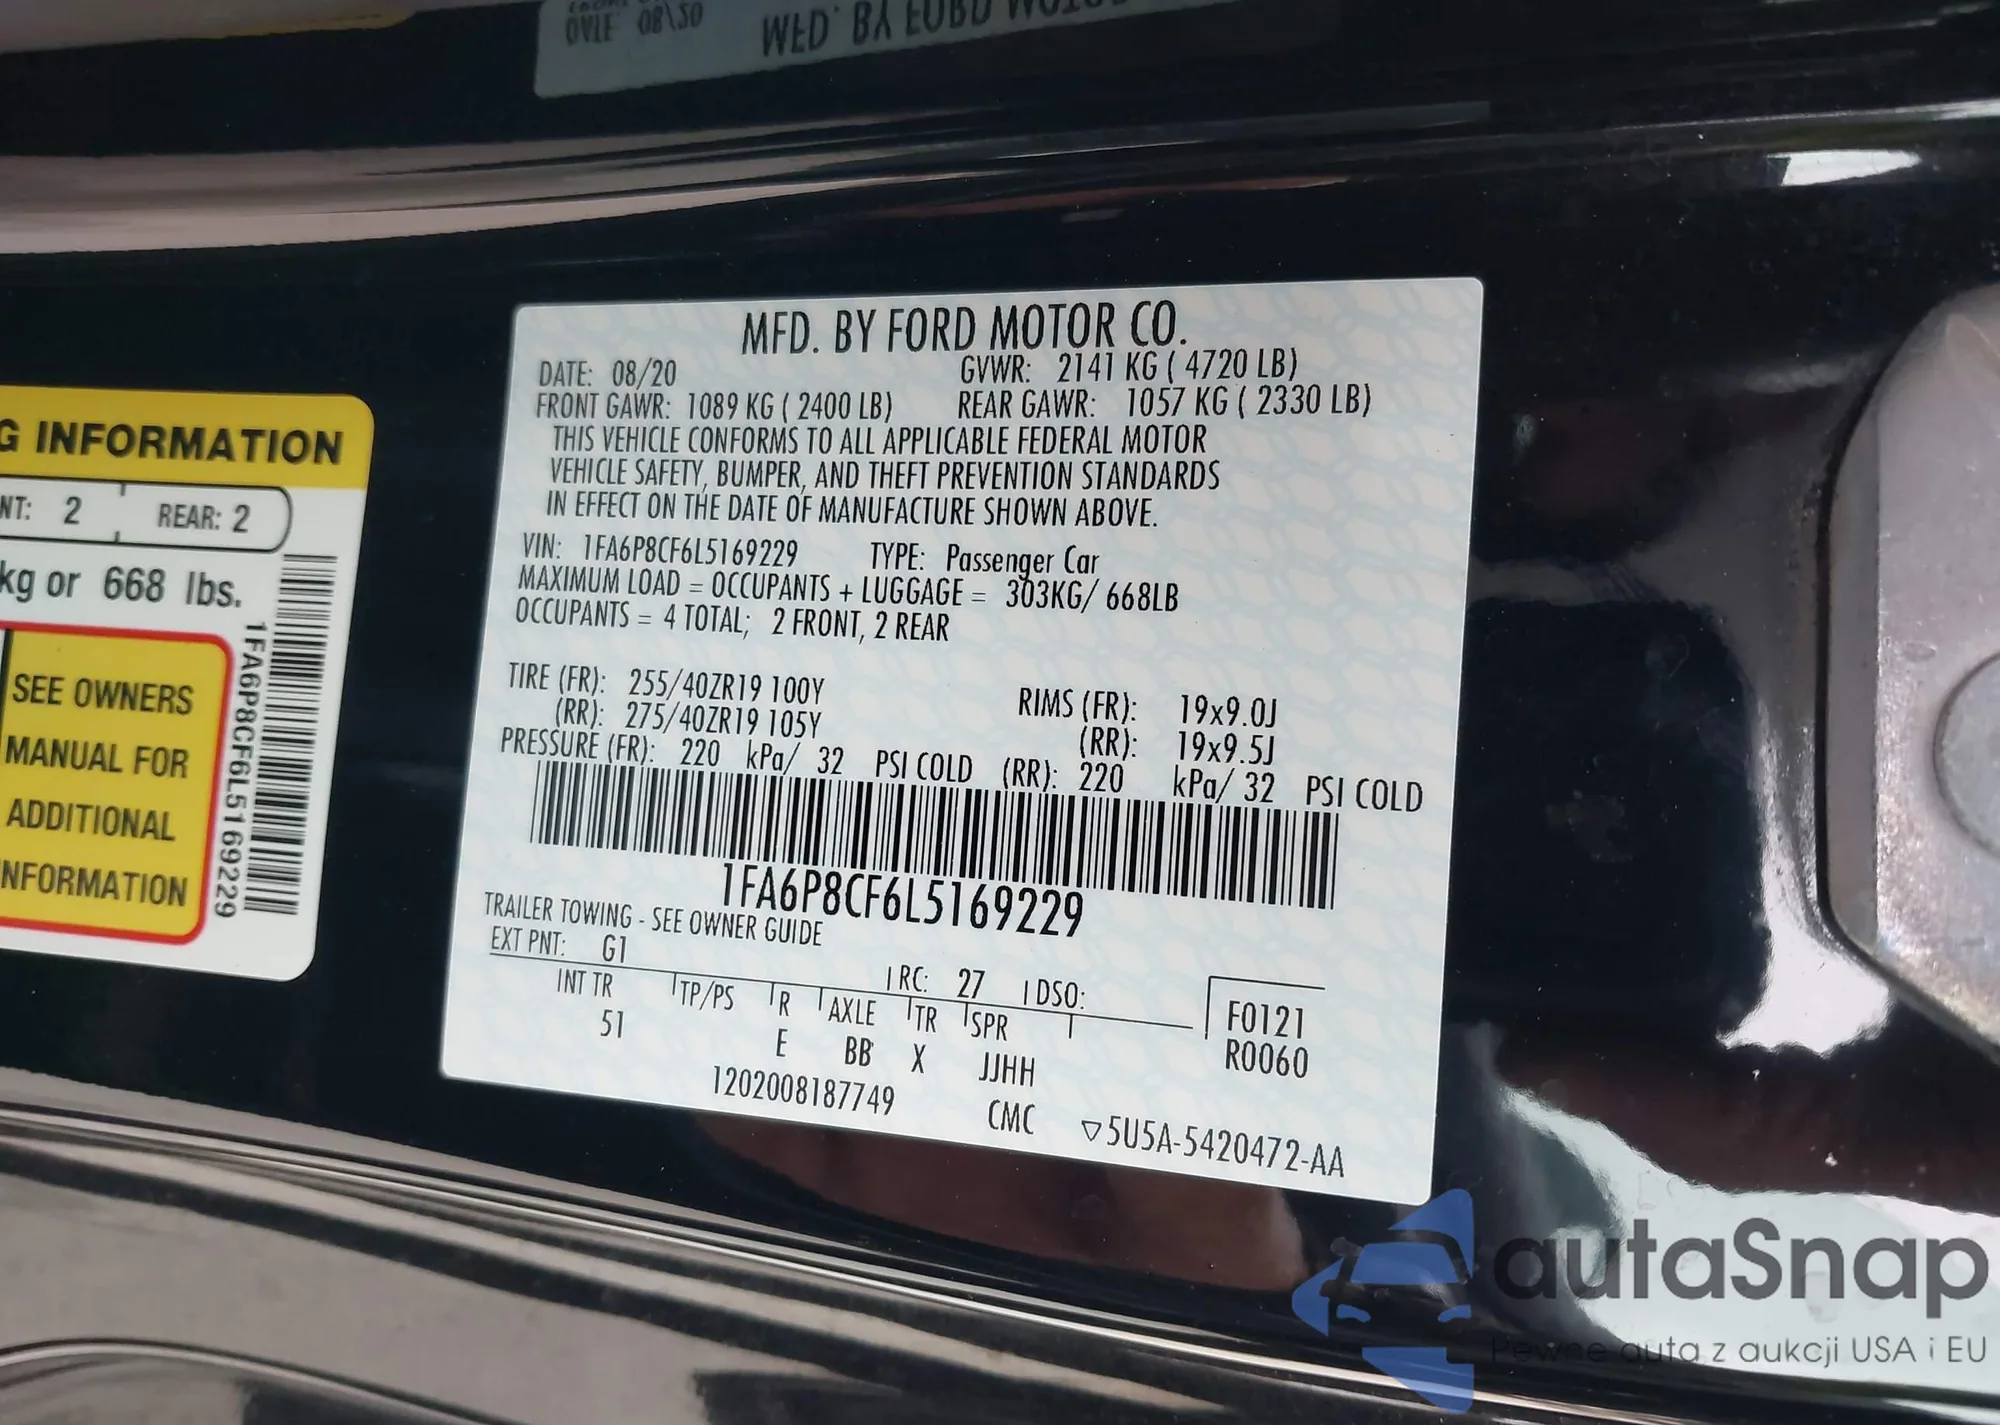 MFD. BY FORD MOTOR CO.
DATE: 08/20 GVWR: 2141 KG ( 4720 LB)
FRONT GAWR: 1089 KG ( 2400 LB) REAR GAWR: 1057 KG ( 2330 LB)
THIS VEHICLE CONFORMS TO ALL APPLICABLE FEDERAL MOTOR
VEHICLE SAFETY, BUMPER, AND THEFT PREVENTION STANDARDS
IN EFFECT ON THE DATE OF MANUFACTURE SHOWN ABOVE.
VIN: 1FA6P8CF6L5169229 TYPE: Passenger Car
MAXIMUM LOAD = OCCUPANTS + LUGGAGE = 303KG/ 668LB
OCCUPANTS = 4 TOTAL; 2 FRONT, 2 REAR
TIRE (FR): 255/40ZR19 100Y RIMS (FR): 19x9.0J
(RR): 275/40ZR19 105Y (RR): 19x9.5J
PRESSURE (FR): 220 kPa/ 32 PSI COLD (RR): 220 kPa/ 32 PSI COLD
1FA6P8CF6L5169229
TRAILER TOWING - SEE OWNER GUIDE
EXT PNT: G1 RC: 27 DSO:
INT TR TP/PS R AXLE TR SPR F0121
51 E BB X JJHH R0060
1202008187749 CMC ▽5U5A-5420472-AA
INFORMATION
2 REAR: 2
kg or 668 lbs.
SEE OWNERS
MANUAL FOR
ADDITIONAL
INFORMATION
1FA6P8CF6L5169229
autaSnap
Pewne auta z aukcji USA i EU